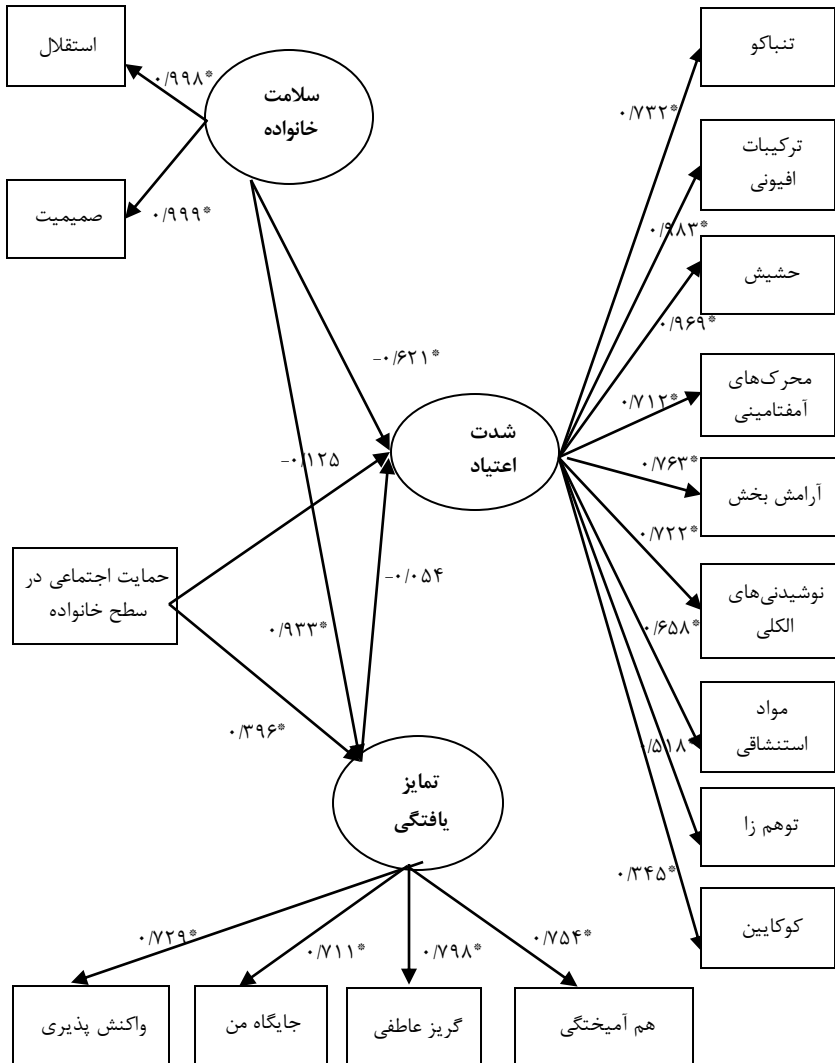 استقلال
صمیمیت
سلامت
خانواده
۰/۹۹۸*
۰/۹۹۹*
تنباکو
ترکیبات
افیونی
حشیش
محرک‌های
آمفتامینی
آرامش بخش
نوشیدنی‌های
الکلی
مواد
استنشاقی
توهم زا
کوکایین
۰/۷۳۲*
۰/۹۸۳*
۰/۹۶۹*
۰/۷۱۲*
۰/۷۶۳*
۰/۷۲۲*
۰/۶۵۸*
۰/۵۱۸*
۰/۳۴۵*
شدت
اعتیاد
-۰/۶۲۱*
-۰/۱۲۵
-۰/۰۵۴
حمایت اجتماعی در
سطح خانواده
۰/۹۳۳*
۰/۳۹۶*
تمایز
یافتگی
۰/۷۲۹*
۰/۷۱۱*
۰/۷۹۸*
۰/۷۵۴*
واکنش پذیری
جایگاه من
گریز عاطفی
هم آمیختگی